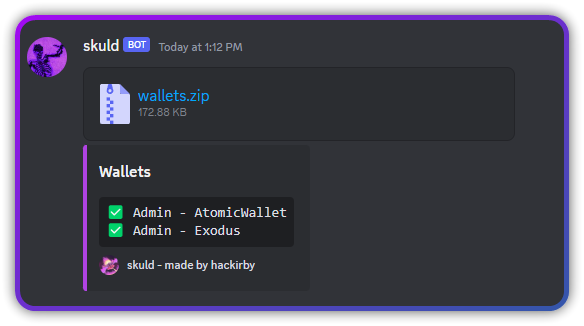 skuld BOT Today at 1:12 PM
wallets.zip
172.88 KB
Wallets
✅ Admin - AtomicWallet
✅ Admin - Exodus
skuld - made by hackirby